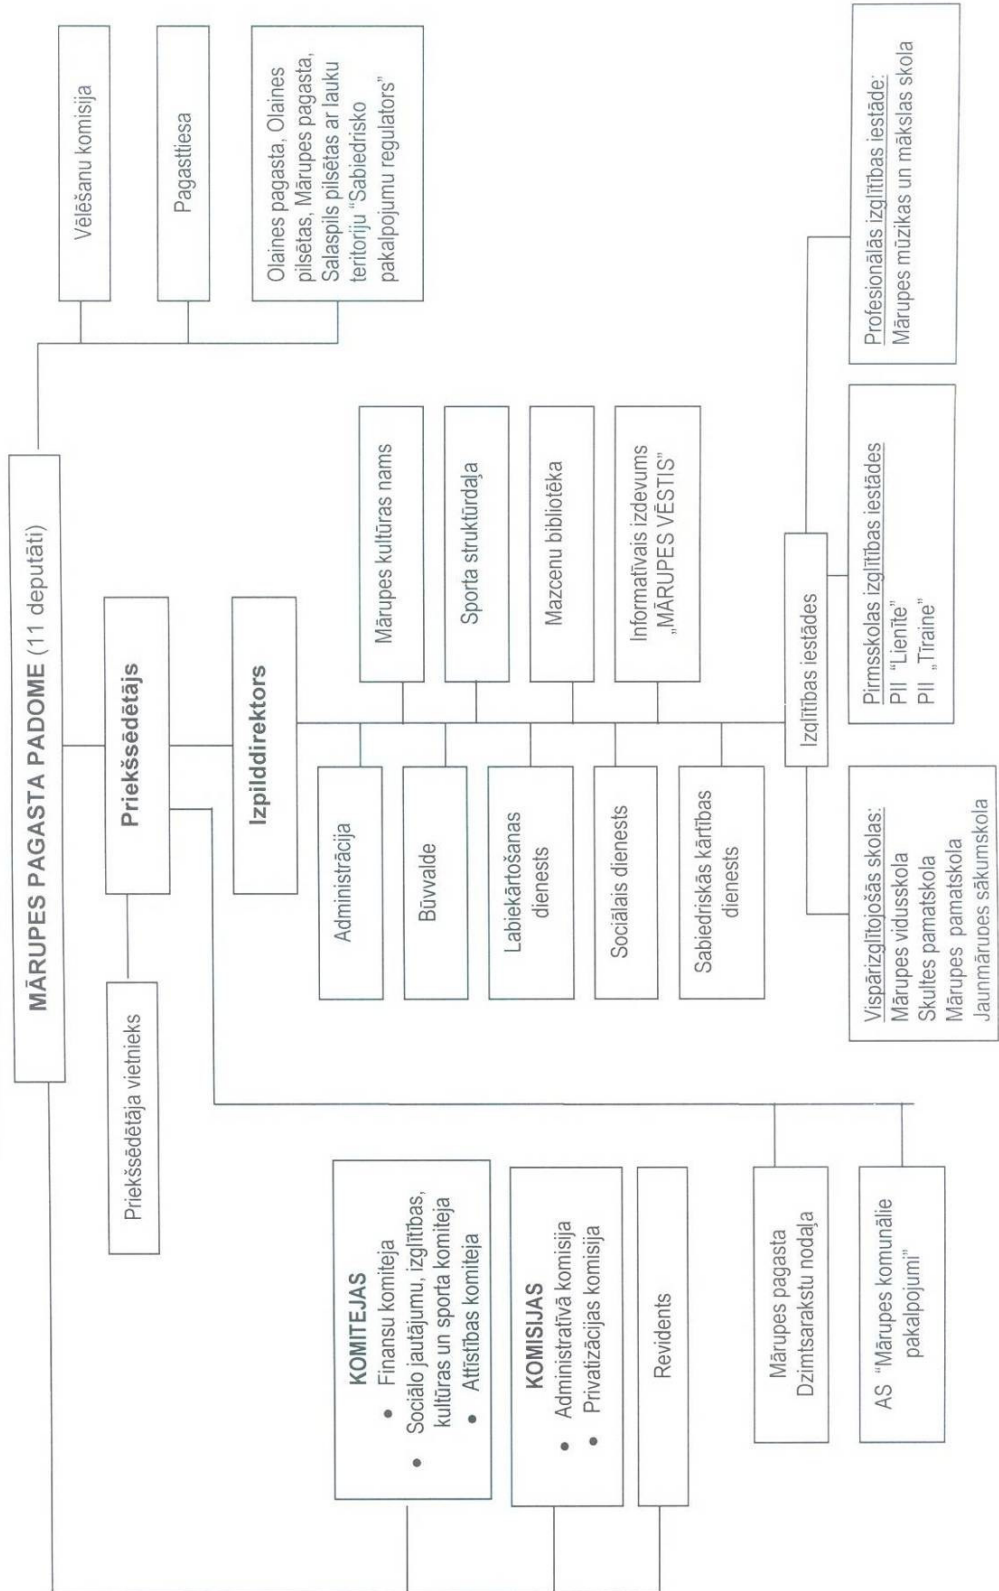 MĀRUPES PAGASTA PADOME (11 deputāti)
Priekšsēdētājs
Priekšsēdētāja vietnieks
Izpilddirektors
Vēlēšanu komisija
Pagasttiesa
Olaines pagasta, Olaines
pilsētas, Mārupes pagasta,
Salaspils pilsētas ar lauku
teritoriju “Sabiedrisko
pakalpojumu regulators”
KOMITEJAS
• Finansu komiteja
• Sociālo jautājumu, izglītības,
kultūras un sporta komiteja
• Attīstības komiteja
KOMISIJAS
• Administratīvā komisija
• Privatizācijas komisija
Revidents
Mārupes pagasta
Dzimtsarakstu nodaļa
AS “Mārupes komunālie
pakalpojumi”
Administrācija
Būvvalde
Labiekārtošanas
dienests
Sociālais dienests
Sabiedriskās kārtības
dienests
Mārupes kultūras nams
Sporta struktūrdaļa
Mazcenu bibliotēka
Informatīvais izdevums
„MĀRUPES VĒSTIS”
Izglītības iestādes
Vispārizglītojošās skolas:
Mārupes vidusskola
Skultes pamatskola
Mārupes pamatskola
Jaunmārupes sākumskola
Pirmsskolas izglītības iestādes
PII “Lienīte”
PII „Tīraine”
Profesionālās izglītības iestāde:
Mārupes mūzikas un mākslas skola